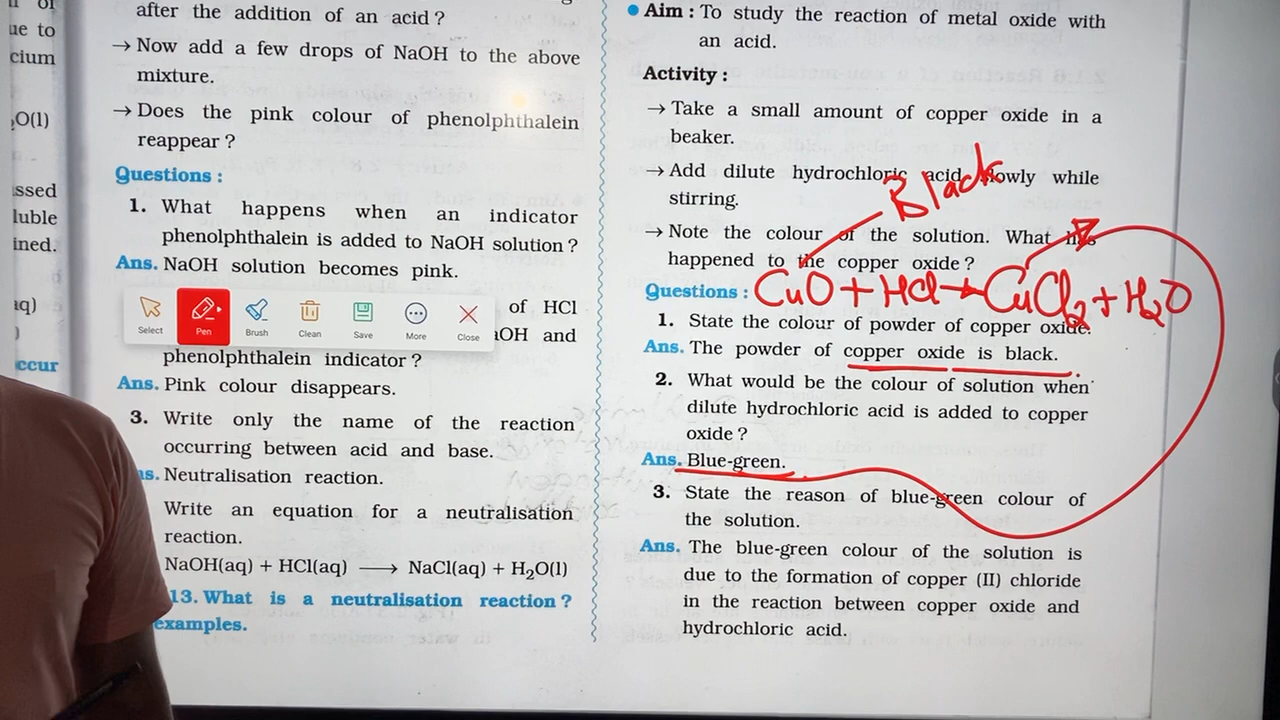 ue to
cium
O(l)
ssed
luble
ined.
aq)
)
ccur
after the addition of an acid ?
→ Now add a few drops of NaOH to the above
mixture.
→ Does the pink colour of phenolphthalein
reappear ?
Questions :
1. What happens when an indicator
phenolphthalein is added to NaOH solution ?
Ans. NaOH solution becomes pink.
of HCl
OH and
Select Pen Brush Clean Save More Close
phenolphthalein indicator ?
Ans. Pink colour disappears.
3. Write only the name of the reaction
occurring between acid and base.
ns. Neutralisation reaction.
Write an equation for a neutralisation
reaction.
NaOH(aq) + HCl(aq) ⟶ NaCl(aq) + H₂O(l)
13. What is a neutralisation reaction ?
examples.
• Aim : To study the reaction of metal oxide with
an acid.
Activity :
→ Take a small amount of copper oxide in a
beaker.
→ Add dilute hydrochloric acid slowly while
stirring.
Black
→ Note the colour of the solution. What has
happened to the copper oxide ?
Questions :
CuO + HCl → CuCl₂ + H₂O
1. State the colour of powder of copper oxide.
Ans. The powder of copper oxide is black.
2. What would be the colour of solution when
dilute hydrochloric acid is added to copper
oxide ?
Ans. Blue-green.
3. State the reason of blue-green colour of
the solution.
Ans. The blue-green colour of the solution is
due to the formation of copper (II) chloride
in the reaction between copper oxide and
hydrochloric acid.